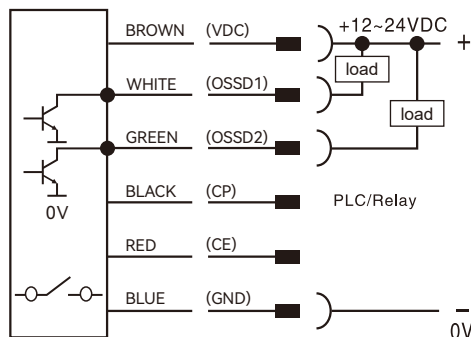 BROWN (VDC) +12~24VDC +
WHITE (OSSD1) load
GREEN (OSSD2) load
BLACK (CP) PLC/Relay
0V
RED (CE)
BLUE (GND) −
0V